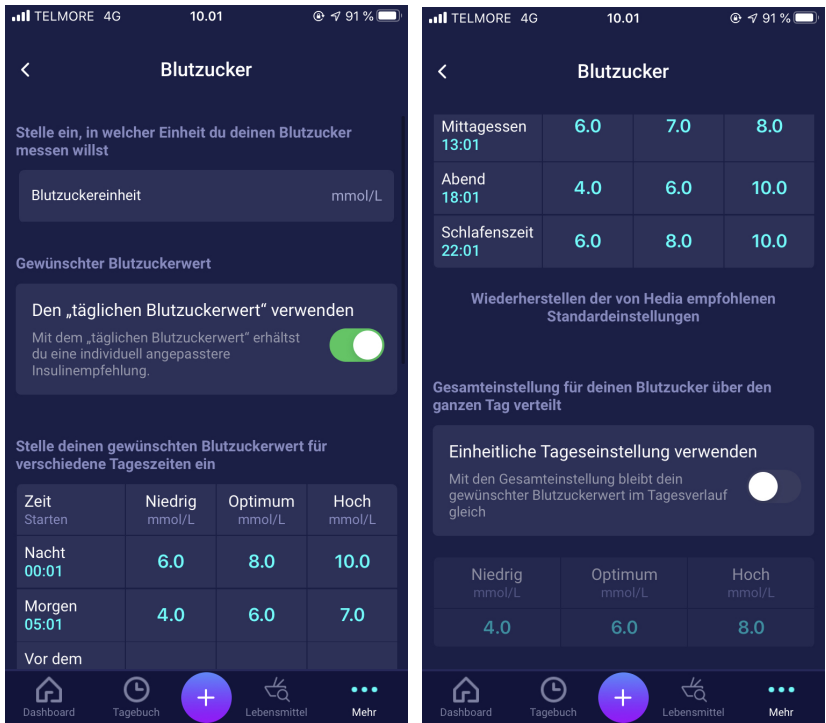 TELMORE 4G 10.01 91 %
Blutzucker
Stelle ein, in welcher Einheit du deinen Blutzucker
messen willst
Blutzuckereinheit mmol/L
Gewünschter Blutzuckerwert
Den „täglichen Blutzuckerwert“ verwenden
Mit dem „täglichen Blutzuckerwert“ erhältst
du eine individuell angepasstere
Insulinempfehlung.
Stelle deinen gewünschten Blutzuckerwert für
verschiedene Tageszeiten ein
Zeit Niedrig Optimum Hoch
Starten mmol/L mmol/L mmol/L
Nacht
00:01 6.0 8.0 10.0
Morgen
05:01 4.0 6.0 7.0
Vor dem
Dashboard Tagebuch + Lebensmittel Mehr
TELMORE 4G 10.01 91 %
Blutzucker
Mittagessen
13:01 6.0 7.0 8.0
Abend
18:01 4.0 6.0 10.0
Schlafenszeit
22:01 6.0 8.0 10.0
Wiederherstellen der von Hedia empfohlenen
Standardeinstellungen
Gesamteinstellung für deinen Blutzucker über den
ganzen Tag verteilt
Einheitliche Tageseinstellung verwenden
Mit den Gesamteinstellung bleibt dein
gewünschter Blutzuckerwert im Tagesverlauf
gleich
Niedrig Optimum Hoch
mmol/L mmol/L mmol/L
4.0 6.0 8.0
Dashboard Tagebuch + Lebensmittel Mehr